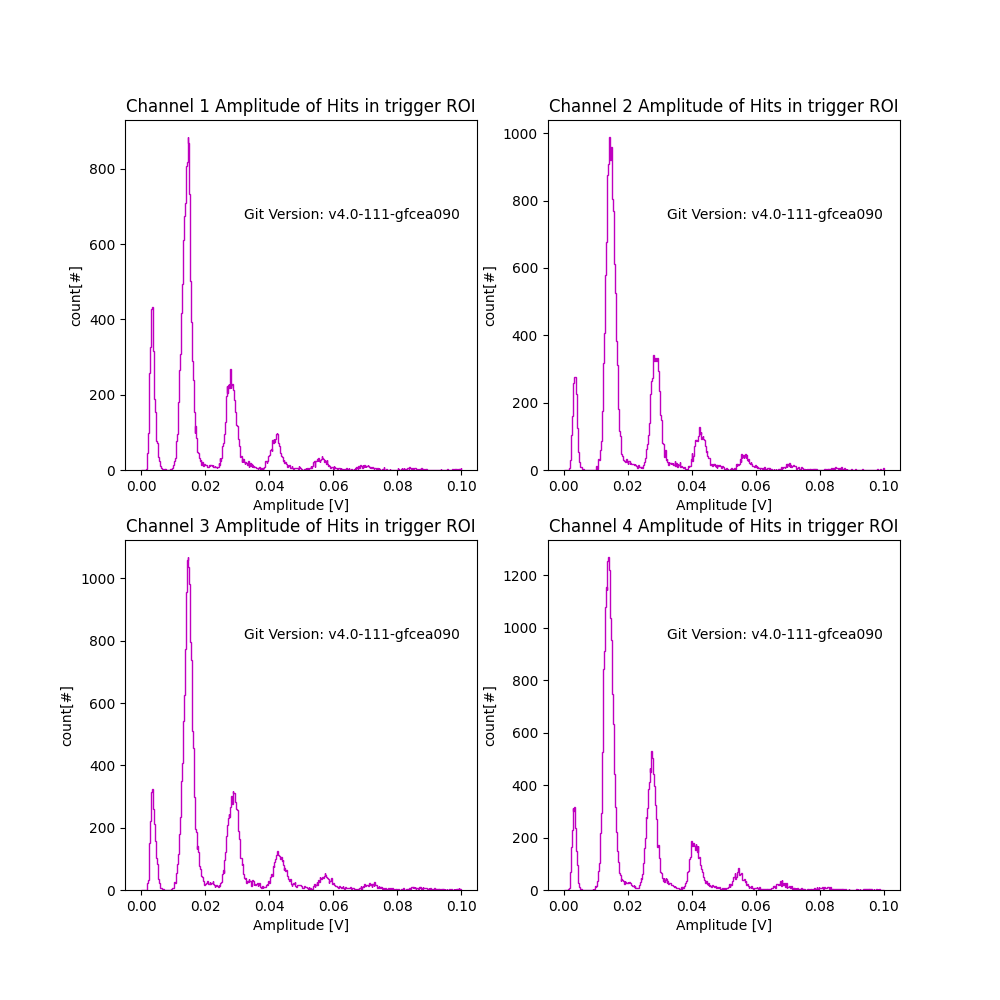 Channel 1 Amplitude of Hits in trigger ROI
800
600
400
200
0
count[#]
Git Version: v4.0-111-gfcea090
0.00 0.02 0.04 0.06 0.08 0.10
Amplitude [V]
Channel 2 Amplitude of Hits in trigger ROI
1000
800
600
400
200
0
count[#]
Git Version: v4.0-111-gfcea090
0.00 0.02 0.04 0.06 0.08 0.10
Amplitude [V]
Channel 3 Amplitude of Hits in trigger ROI
1000
800
600
400
200
0
count[#]
Git Version: v4.0-111-gfcea090
0.00 0.02 0.04 0.06 0.08 0.10
Amplitude [V]
Channel 4 Amplitude of Hits in trigger ROI
1200
1000
800
600
400
200
0
count[#]
Git Version: v4.0-111-gfcea090
0.00 0.02 0.04 0.06 0.08 0.10
Amplitude [V]